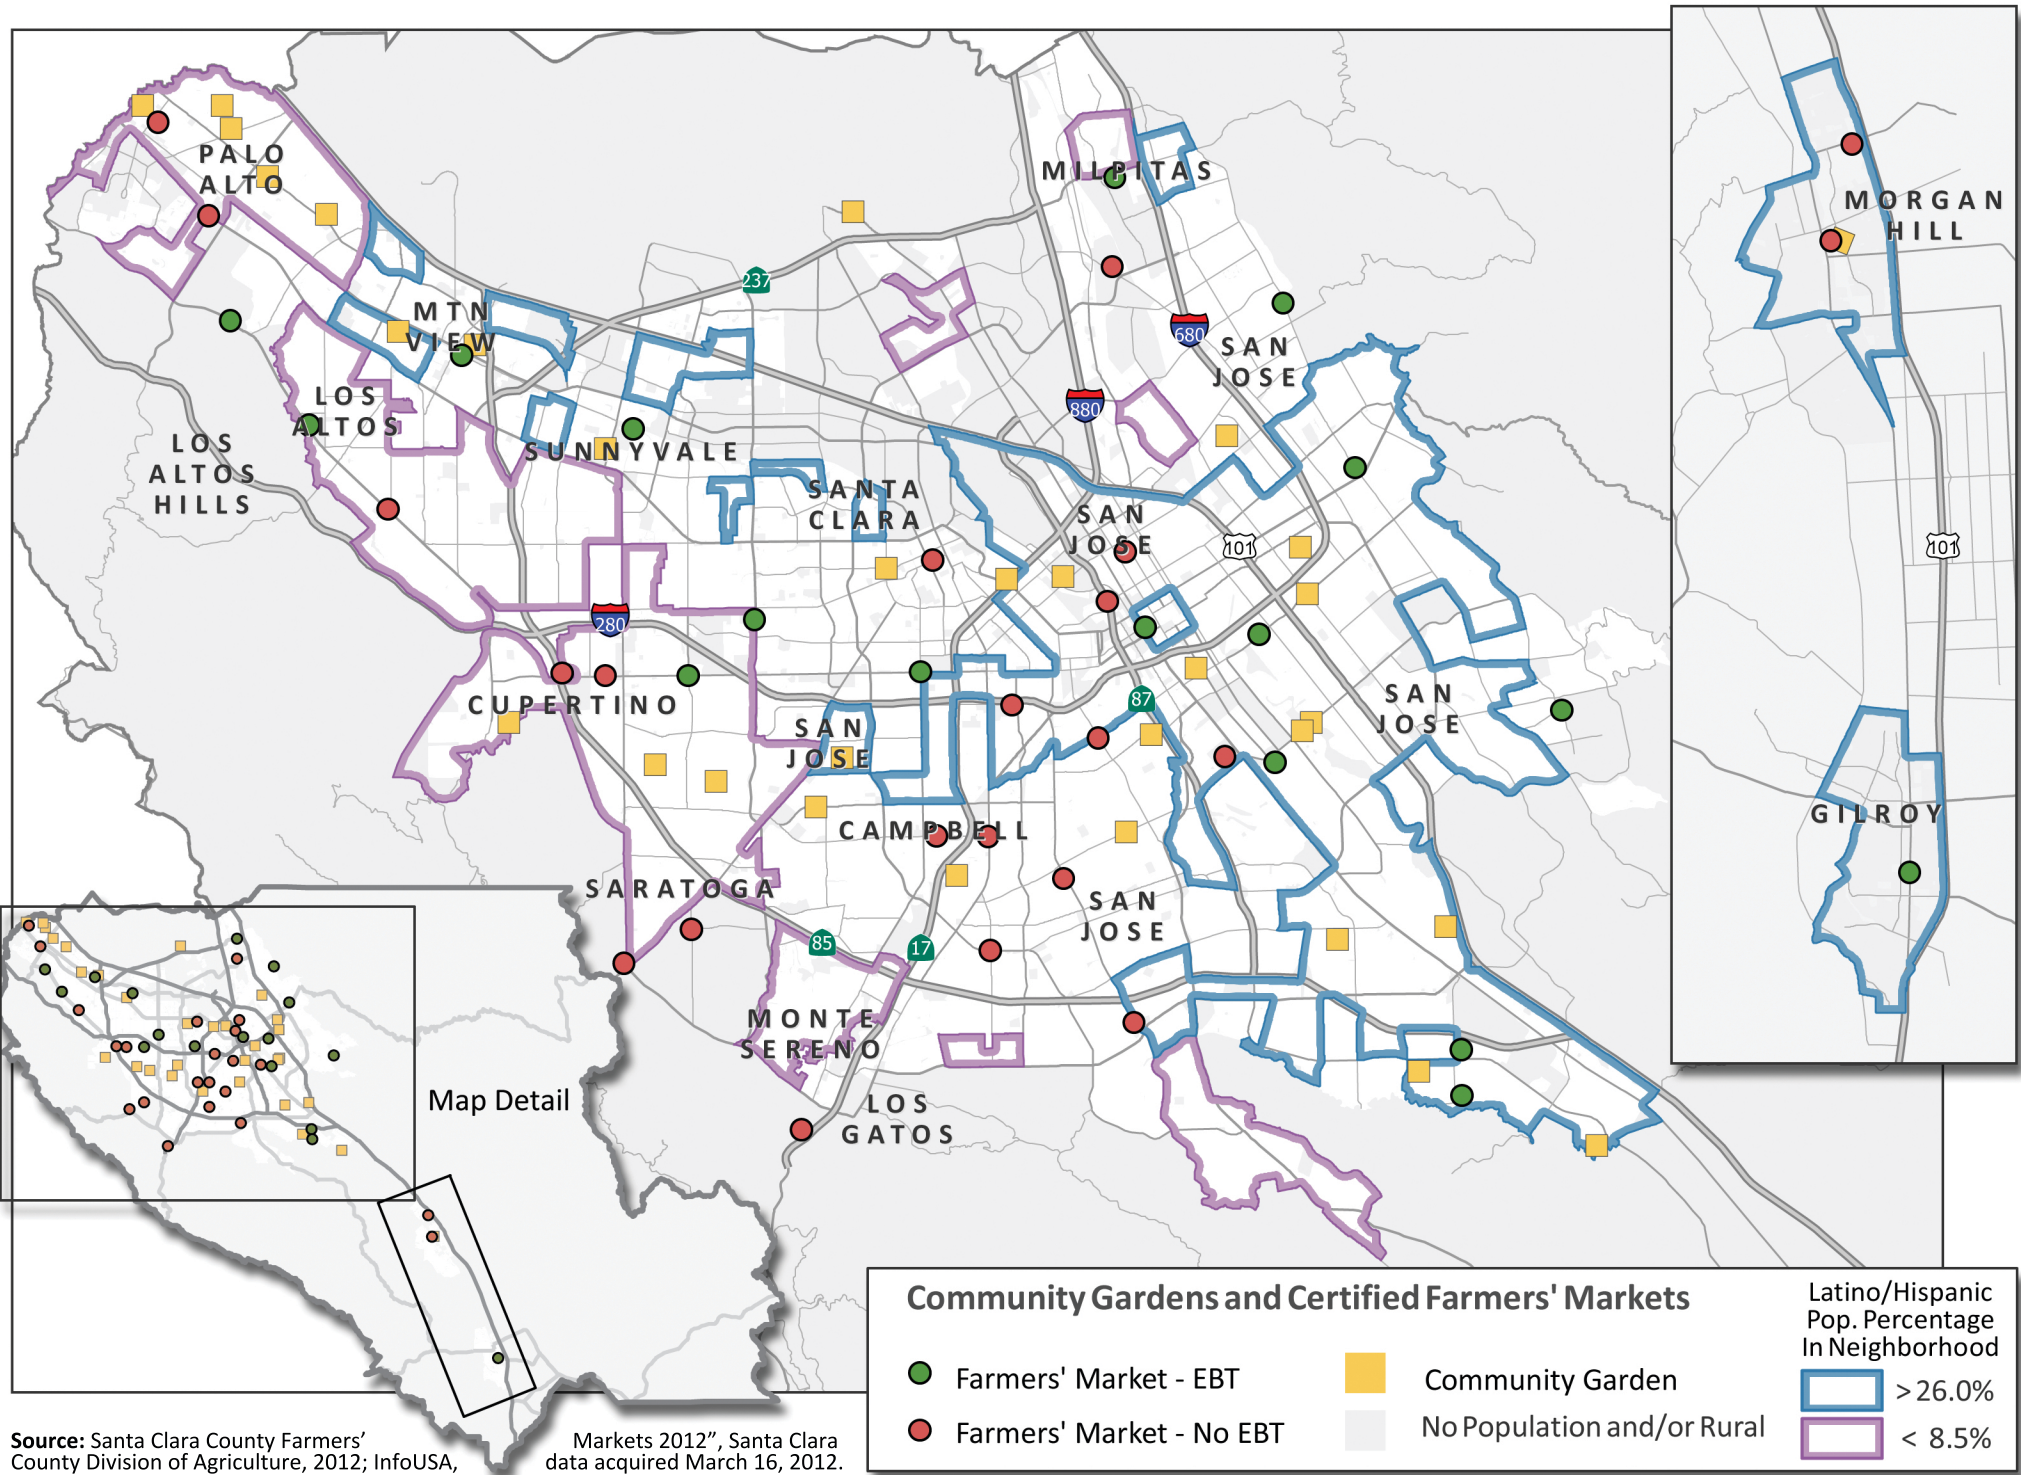 PALO
ALTO
MILPITAS
MORGAN
HILL
237
MTN
VIEW
680
SAN
JOSE
LOS
ALTOS
880
LOS
ALTOS
HILLS
SUNNYVALE
SANTA
CLARA
SAN
JOSE
101
101
280
CUPERTINO
87
SAN
JOSE
SAN
JOSE
CAMPBELL
GILROY
SARATOGA
SAN
JOSE
85
17
MONTE
SERENO
LOS
GATOS
Map Detail
Community Gardens and Certified Farmers' Markets
Farmers' Market - EBT
Farmers' Market - No EBT
Community Garden
No Population and/or Rural
Latino/Hispanic
Pop. Percentage
In Neighborhood
> 26.0%
< 8.5%
Source: Santa Clara County Farmers’ Markets 2012”, Santa Clara
County Division of Agriculture, 2012; InfoUSA, data acquired March 16, 2012.